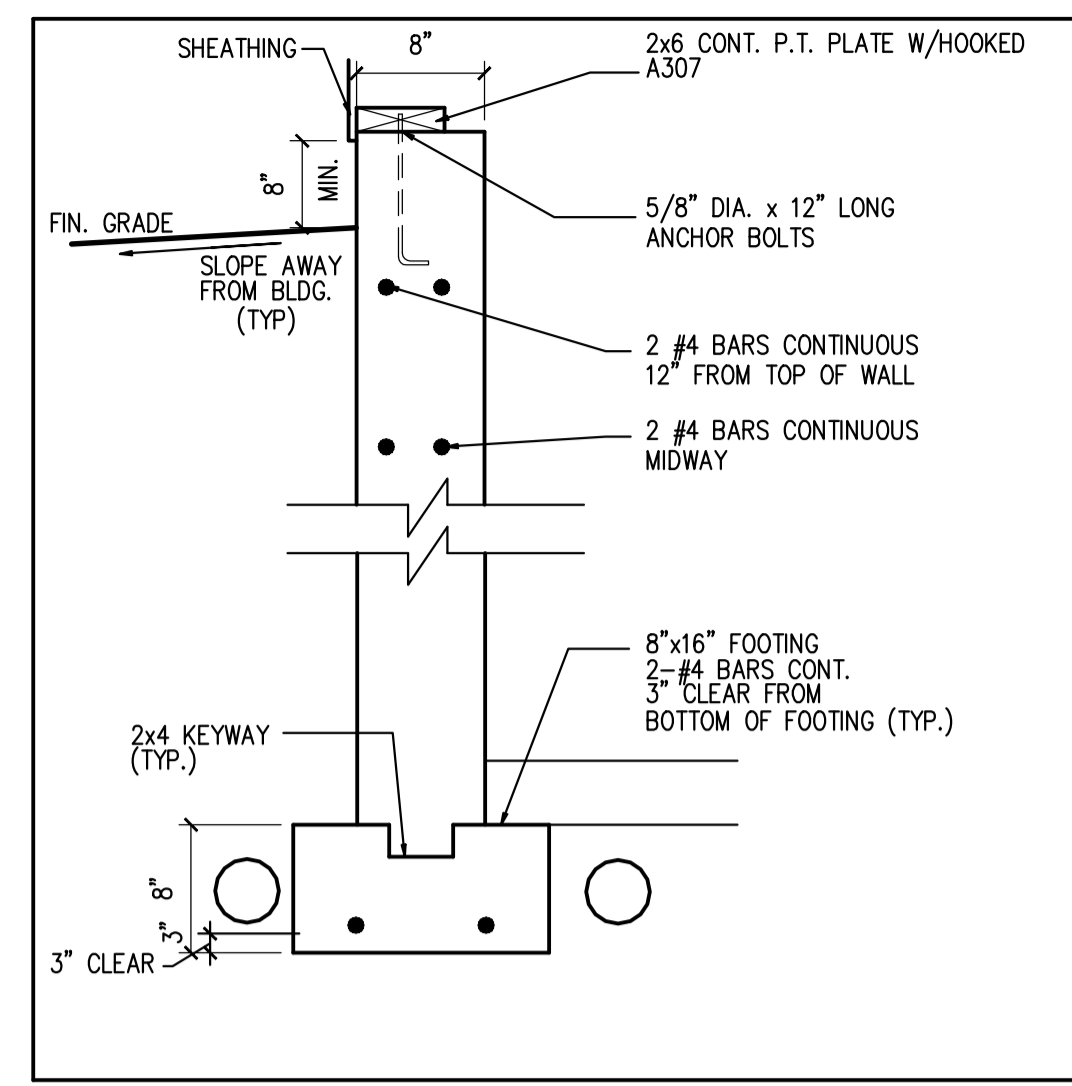 SHEATHING
8"
2x6 CONT. P.T. PLATE W/HOOKED
A307
8"
MIN.
FIN. GRADE
5/8" DIA. x 12" LONG
ANCHOR BOLTS
SLOPE AWAY
FROM BLDG.
(TYP)
2 #4 BARS CONTINUOUS
12" FROM TOP OF WALL
2 #4 BARS CONTINUOUS
MIDWAY
8"x16" FOOTING
2-#4 BARS CONT.
3" CLEAR FROM
BOTTOM OF FOOTING (TYP.)
2x4 KEYWAY
(TYP.)
8"
3"
3" CLEAR